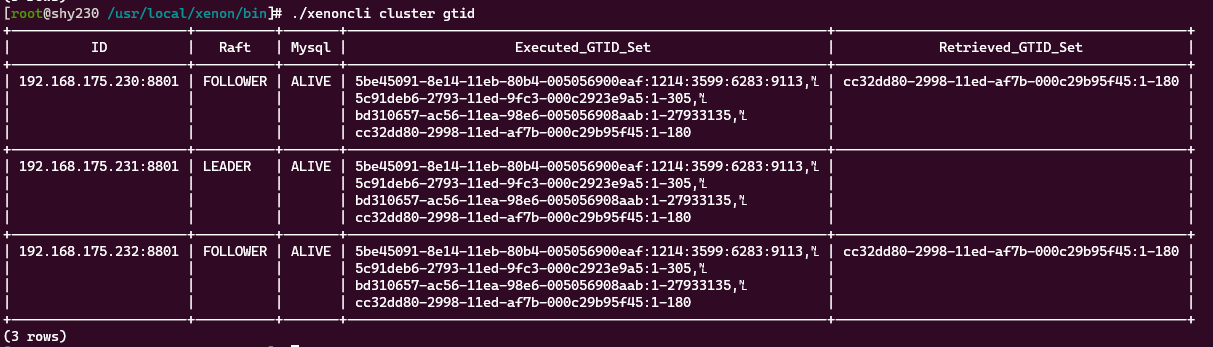 [root@shy230 /usr/local/xenon/bin]# ./xenoncli cluster gtid
ID | Raft | Mysql | Executed_GTID_Set | Retrieved_GTID_Set
192.168.175.230:8801 | FOLLOWER | ALIVE | 5be45091-8e14-11eb-80b4-005056900eaf:1214:3599:6283:9113,␤ | cc32dd80-2998-11ed-af7b-000c29b95f45:1-180
5c91deb6-2793-11ed-9fc3-000c2923e9a5:1-305,␤
bd310657-ac56-11ea-98e6-005056908aab:1-27933135,␤
cc32dd80-2998-11ed-af7b-000c29b95f45:1-180
192.168.175.231:8801 | LEADER | ALIVE | 5be45091-8e14-11eb-80b4-005056900eaf:1214:3599:6283:9113,␤
5c91deb6-2793-11ed-9fc3-000c2923e9a5:1-305,␤
bd310657-ac56-11ea-98e6-005056908aab:1-27933135,␤
cc32dd80-2998-11ed-af7b-000c29b95f45:1-180
192.168.175.232:8801 | FOLLOWER | ALIVE | 5be45091-8e14-11eb-80b4-005056900eaf:1214:3599:6283:9113,␤ | cc32dd80-2998-11ed-af7b-000c29b95f45:1-180
5c91deb6-2793-11ed-9fc3-000c2923e9a5:1-305,␤
bd310657-ac56-11ea-98e6-005056908aab:1-27933135,␤
cc32dd80-2998-11ed-af7b-000c29b95f45:1-180
(3 rows)